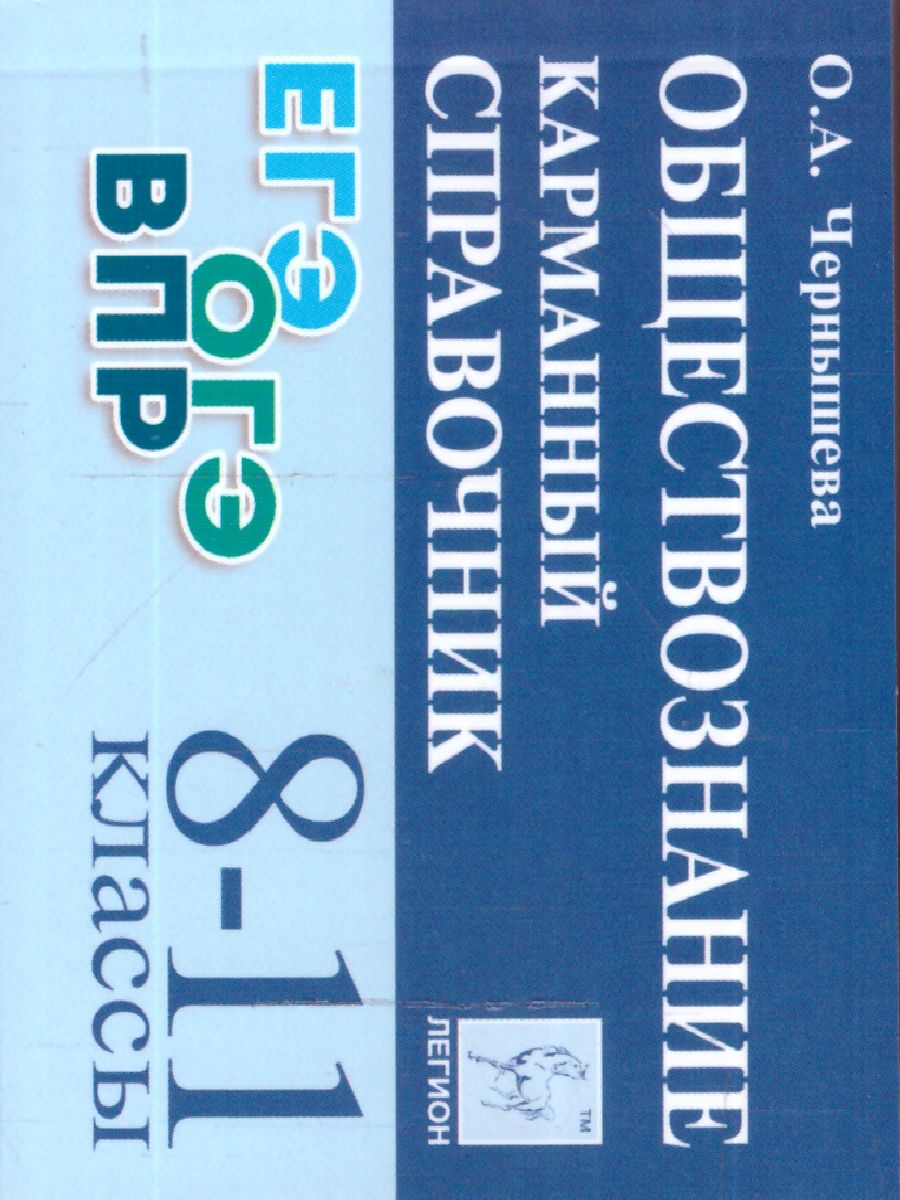 О.А. Чернышева
ОБЩЕСТВОЗНАНИЕ
КАРМАННЫЙ
СПРАВОЧНИК
ТМ
ЛЕГИОН
ЕГЭ
ОГЭ
ВПР
8-11
классы